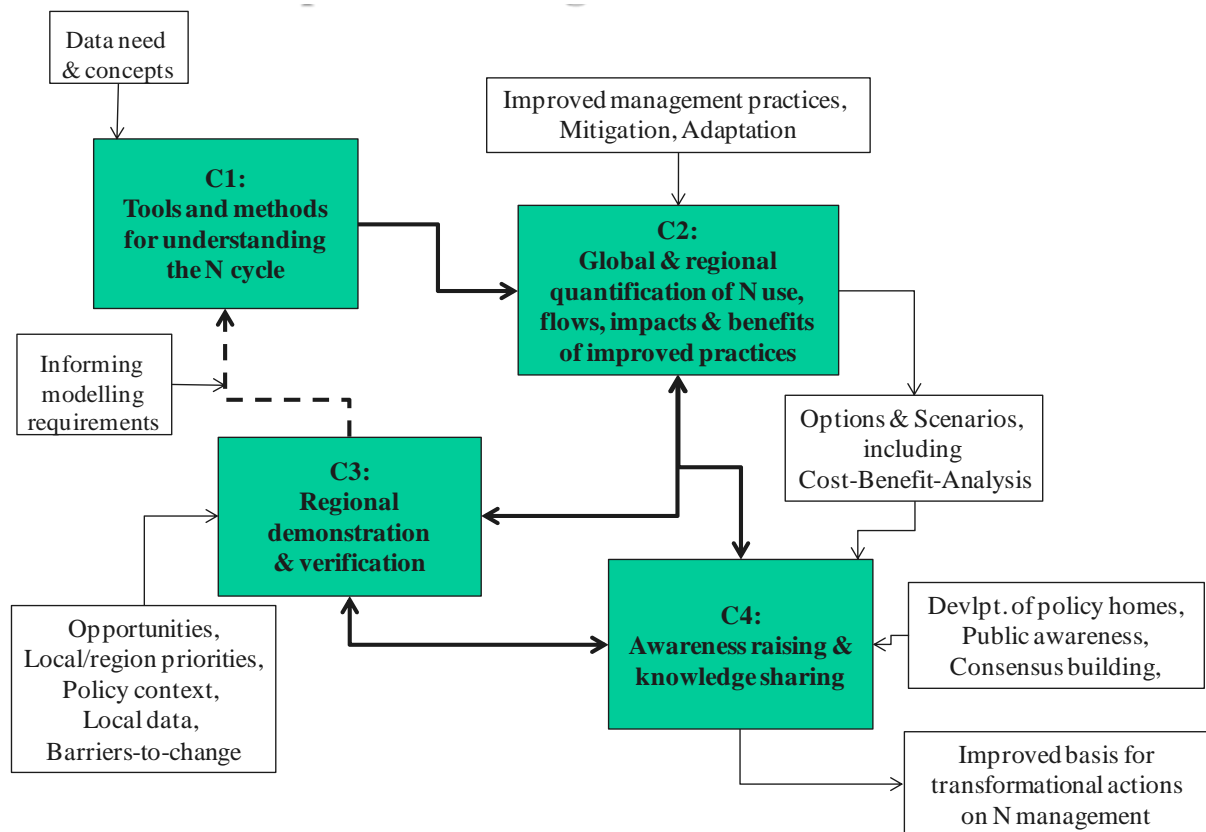 Data need
& concepts
Improved management practices,
Mitigation, Adaptation
C1:
Tools and methods
for understanding
the N cycle
C2:
Global & regional
quantification of N use,
flows, impacts & benefits
of improved practices
Informing
modelling
requirements
Options & Scenarios,
including
Cost-Benefit-Analysis
C3:
Regional
demonstration
& verification
Opportunities,
Local/region priorities,
Policy context,
Local data,
Barriers-to-change
C4:
Awareness raising &
knowledge sharing
Devlpt. of policy homes,
Public awareness,
Consensus building,
Improved basis for
transformational actions
on N management